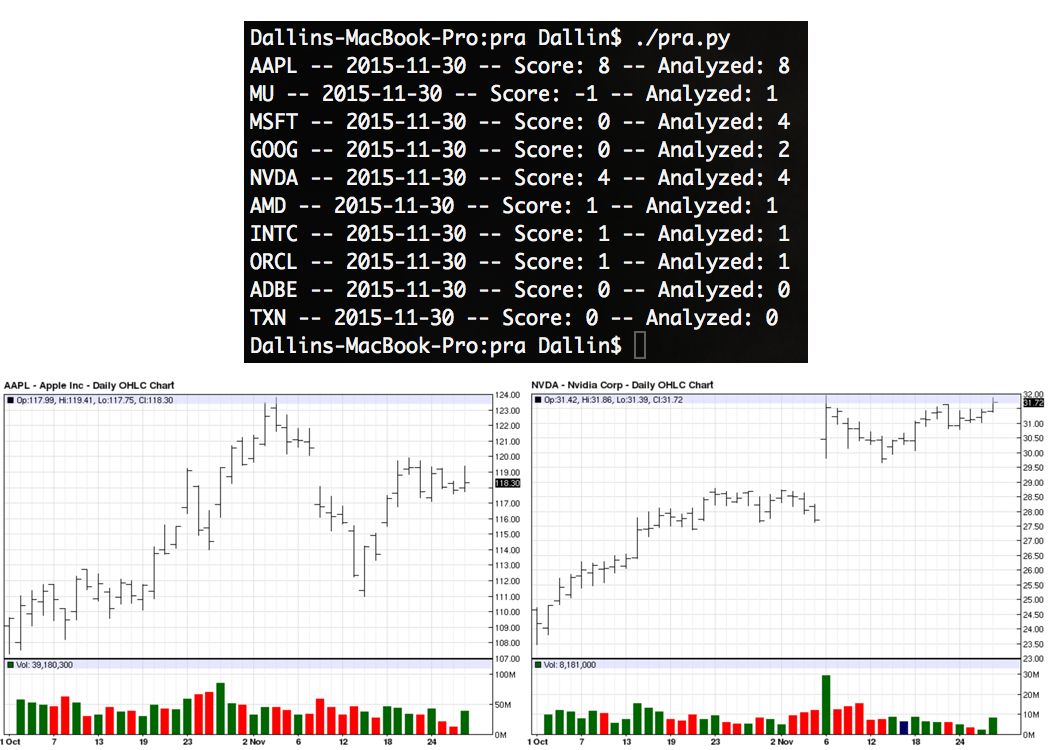 Dallins-MacBook-Pro:pra Dallin$ ./pra.py
AAPL -- 2015-11-30 -- Score: 8 -- Analyzed: 8
MU -- 2015-11-30 -- Score: -1 -- Analyzed: 1
MSFT -- 2015-11-30 -- Score: 0 -- Analyzed: 4
GOOG -- 2015-11-30 -- Score: 0 -- Analyzed: 2
NVDA -- 2015-11-30 -- Score: 4 -- Analyzed: 4
AMD -- 2015-11-30 -- Score: 1 -- Analyzed: 1
INTC -- 2015-11-30 -- Score: 1 -- Analyzed: 1
ORCL -- 2015-11-30 -- Score: 1 -- Analyzed: 1
ADBE -- 2015-11-30 -- Score: 0 -- Analyzed: 0
TXN -- 2015-11-30 -- Score: 0 -- Analyzed: 0
Dallins-MacBook-Pro:pra Dallin$
AAPL - Apple Inc - Daily OHLC Chart
Op:117.99, Hi:119.41, Lo:117.75, Cl:118.30
124.00
123.00
122.00
121.00
120.00
119.00
118.30
117.00
116.00
115.00
114.00
113.00
112.00
111.00
110.00
109.00
108.00
107.00
Vol: 39,180,300
100M
50M
0M
1 Oct 7 13 19 23 2 Nov 6 12 18 24
NVDA - Nvidia Corp - Daily OHLC Chart
Op:31.42, Hi:31.86, Lo:31.39, Cl:31.72
32.00
31.72
31.00
30.50
30.00
29.50
29.00
28.50
28.00
27.50
27.00
26.50
26.00
25.50
25.00
24.50
24.00
23.50
23.00
Vol: 8,181,000
30M
20M
10M
0M
1 Oct 7 13 19 23 2 Nov 6 12 18 24